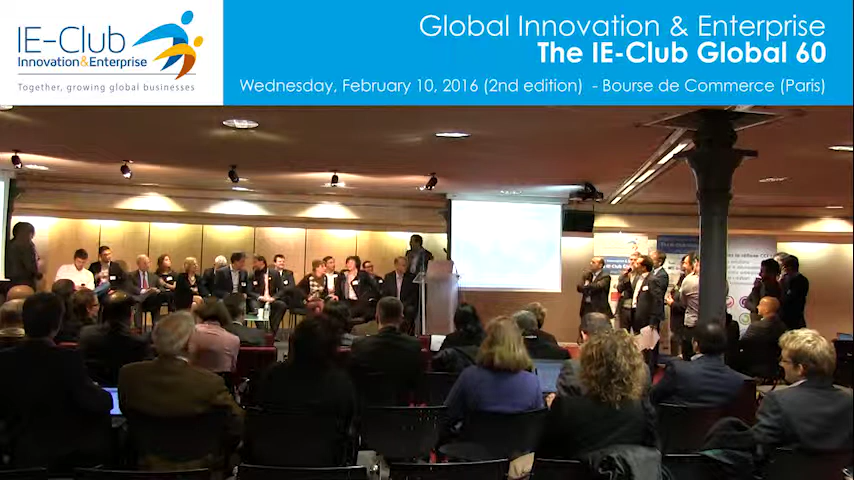 IE-Club
Innovation&Enterprise
Together, growing global businesses
Global Innovation & Enterprise
The IE-Club Global 60
Wednesday, February 10, 2016 (2nd edition) - Bourse de Commerce (Paris)